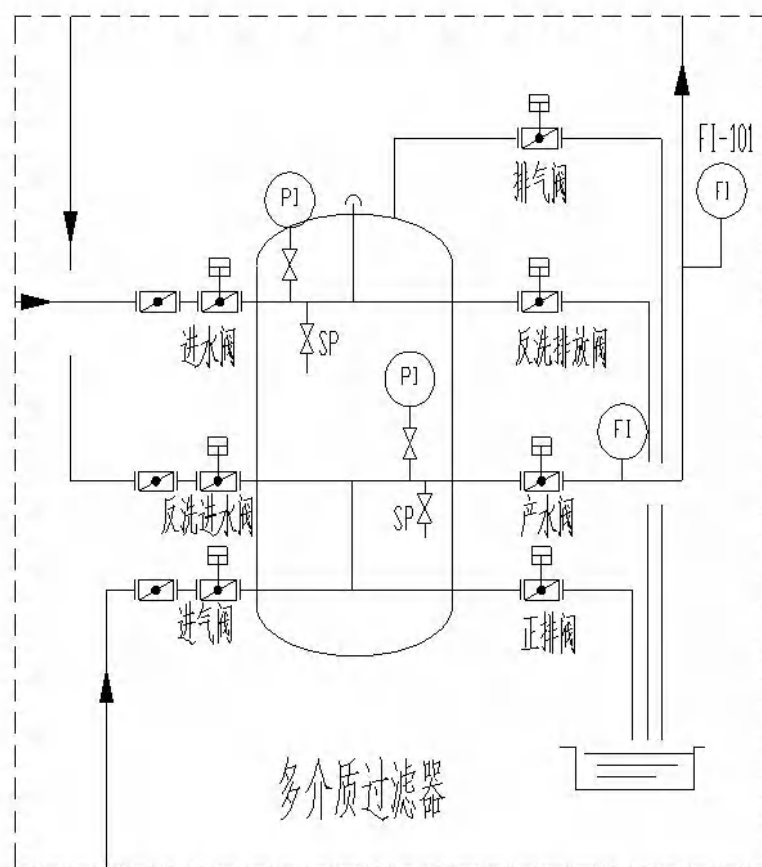 FI-101
PI
FI
排气阀
进水阀
SP
反洗排放阀
PI
FI
反洗进水阀
SP
产水阀
进气阀
正排阀
多介质过滤器